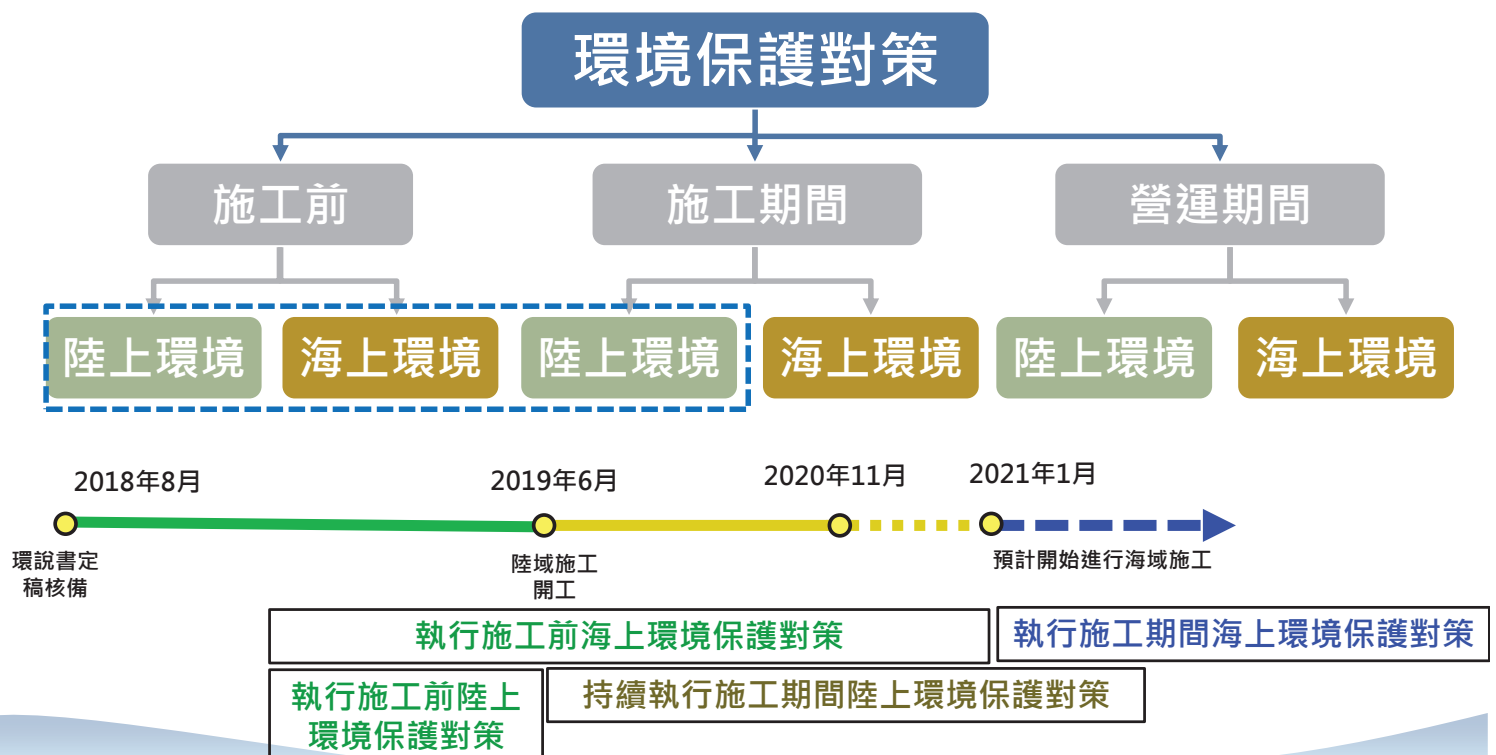 環境保護對策
施工前
施工期間
營運期間
陸上環境
海上環境
陸上環境
海上環境
陸上環境
海上環境
2018年8月
2019年6月
2020年11月
2021年1月
環說書定
稿核備
陸域施工
開工
預計開始進行海域施工
執行施工前海上環境保護對策
執行施工期間海上環境保護對策
執行施工前陸上
環境保護對策
持續執行施工期間陸上環境保護對策